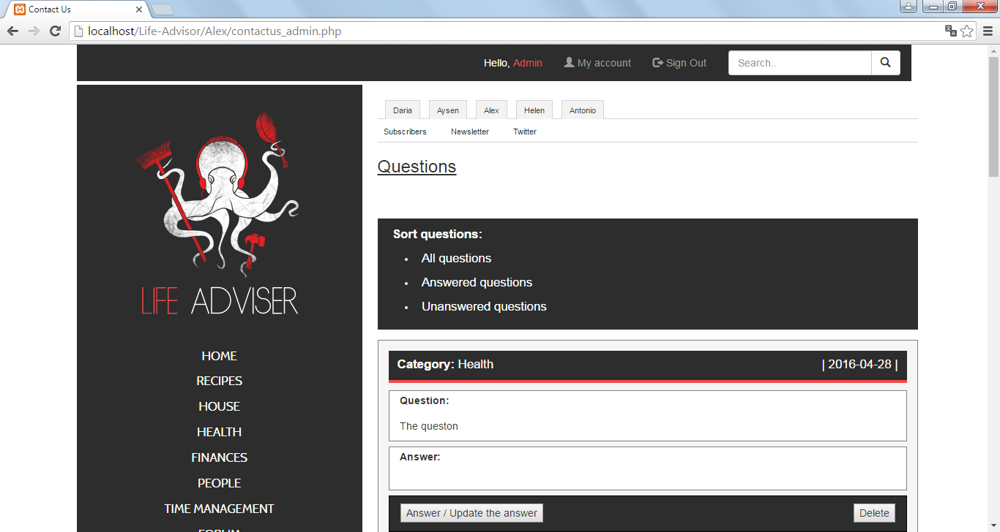 Contact Us
localhost/Life-Advisor/Alex/contactus_admin.php
Hello, Admin My account Sign Out Search..
Daria Aysen Alex Helen Antonio
Subscribers Newsletter Twitter
Questions
Sort questions:
• All questions
• Answered questions
• Unanswered questions
LIFE ADVISER
HOME
RECIPES
HOUSE
HEALTH
FINANCES
PEOPLE
TIME MANAGEMENT
FORUM
Category: Health | 2016-04-28 |
Question:
The queston
Answer:
Answer / Update the answer Delete